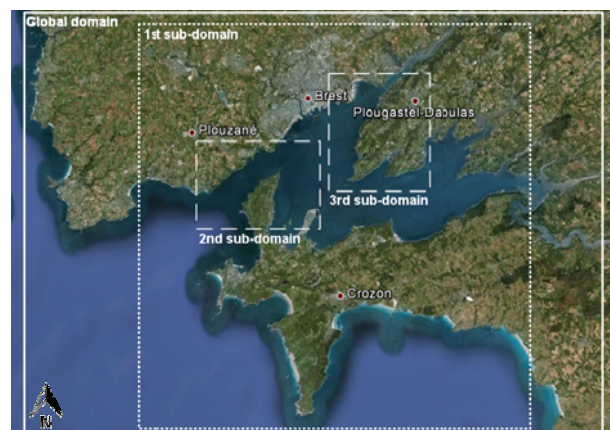 Global domain
1st sub-domain
Brest
Plougastel-Daoulas
Plouzané
3rd sub-domain
2nd sub-domain
Crozon
N